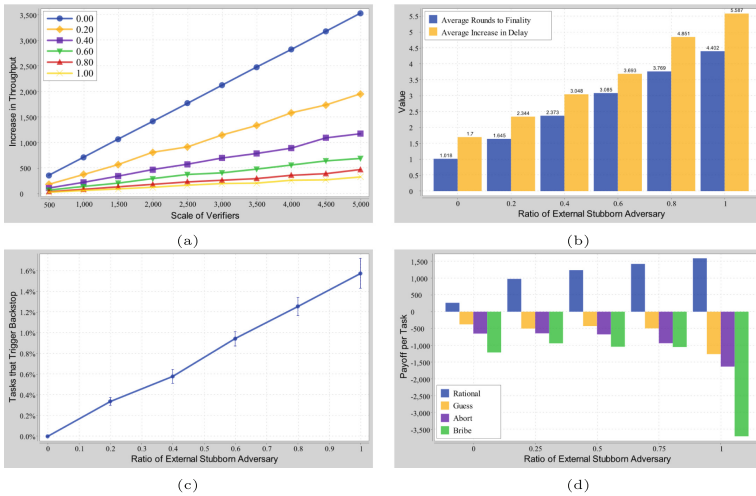 3,500
3,000
2,500
2,000
1,500
1,000
500
0
Increase in Throughput
0.00
0.20
0.40
0.60
0.80
1.00
500 1,000 1,500 2,000 2,500 3,000 3,500 4,000 4,500 5,000
Scale of Verifiers
(a)
5.5
5
4.5
4
3.5
3
2.5
2
1.5
1
0.5
0
Value
Average Rounds to Finality
Average Increase in Delay
1.018 1.7 1.645 2.344 2.373 3.048 3.085 3.693 3.769 4.851 4.402 5.587
0 0.2 0.4 0.6 0.8 1
Ratio of External Stubborn Adversary
(b)
1.6%
1.4%
1.2%
1.0%
0.8%
0.6%
0.4%
0.2%
0.0%
Tasks that Trigger Backstop
0 0.1 0.2 0.3 0.4 0.5 0.6 0.7 0.8 0.9 1
Ratio of External Stubborn Adversary
(c)
1,500
1,000
500
0
-500
-1,000
-1,500
-2,000
-2,500
-3,000
-3,500
Payoff per Task
Rational
Guess
Abort
Bribe
0 0.25 0.5 0.75 1
Ratio of External Stubborn Adversary
(d)